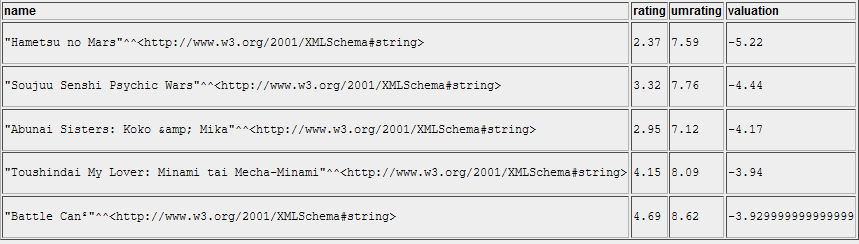 name rating umrating valuation
"Hametsu no Mars"^^<http://www.w3.org/2001/XMLSchema#string> 2.37 7.59 -5.22
"Soujuu Senshi Psychic Wars"^^<http://www.w3.org/2001/XMLSchema#string> 3.32 7.76 -4.44
"Abunai Sisters: Koko &amp; Mika"^^<http://www.w3.org/2001/XMLSchema#string> 2.95 7.12 -4.17
"Toushindai My Lover: Minami tai Mecha-Minami"^^<http://www.w3.org/2001/XMLSchema#string> 4.15 8.09 -3.94
"Battle Can²"^^<http://www.w3.org/2001/XMLSchema#string> 4.69 8.62 -3.929999999999999